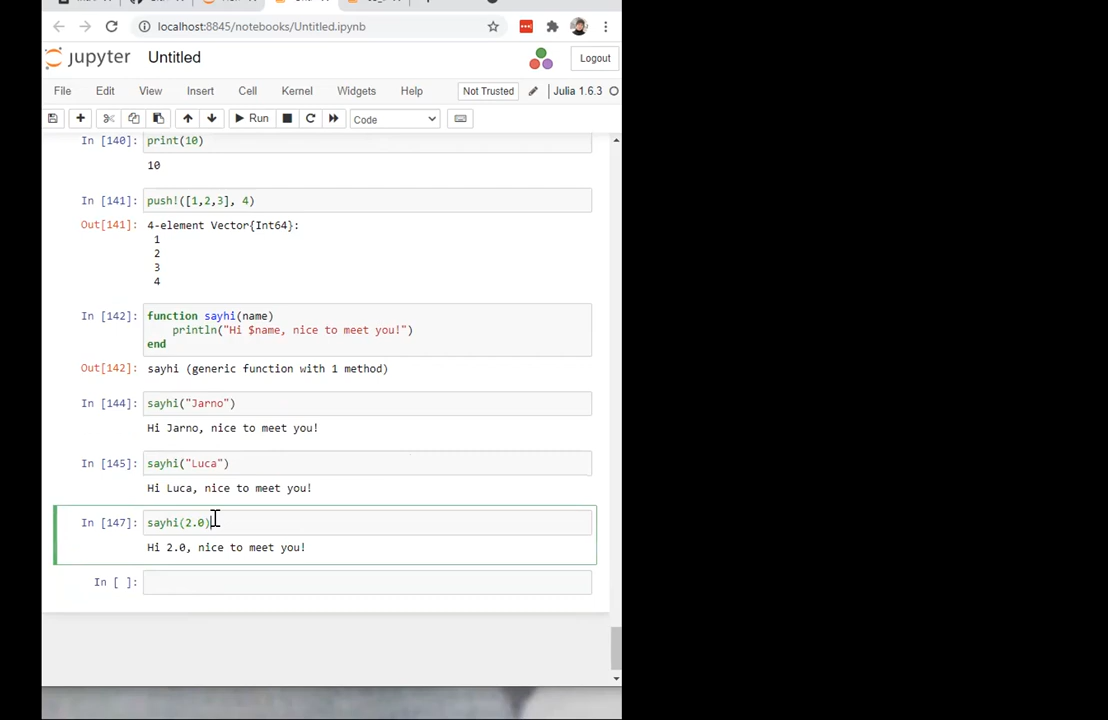 localhost:8845/notebooks/Untitled.ipynb
jupyter Untitled
Logout
File Edit View Insert Cell Kernel Widgets Help Not Trusted Julia 1.6.3
Run Code
In [140]: print(10)
10
In [141]: push!([1,2,3], 4)
Out[141]: 4-element Vector{Int64}:
1
2
3
4
In [142]: function sayhi(name)
println("Hi $name, nice to meet you!")
end
Out[142]: sayhi (generic function with 1 method)
In [144]: sayhi("Jarno")
Hi Jarno, nice to meet you!
In [145]: sayhi("Luca")
Hi Luca, nice to meet you!
In [147]: sayhi(2.0)
Hi 2.0, nice to meet you!
In [ ]: